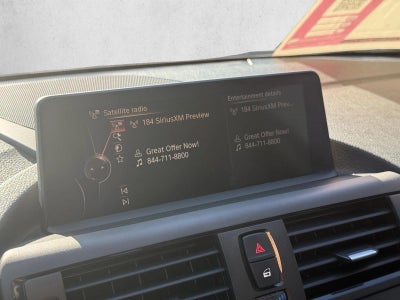 Satellite radio
184 SiriusXM Preview
Great Offer Now!
844-711-8800
Entertainment details
184 SiriusXM Prev...
Great Offer Now!
844-711-8800